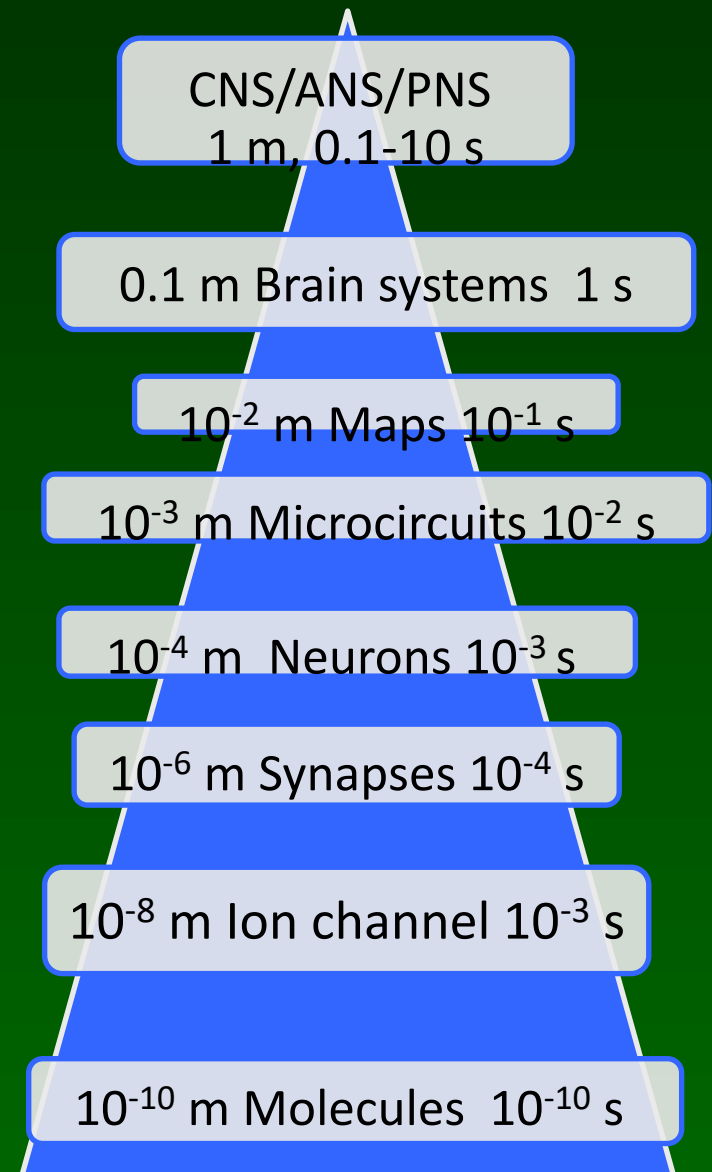 CNS/ANS/PNS
1 m, 0.1-10 s
0.1 m Brain systems 1 s
10⁻² m Maps 10⁻¹ s
10⁻³ m Microcircuits 10⁻² s
10⁻⁴ m Neurons 10⁻³ s
10⁻⁶ m Synapses 10⁻⁴ s
10⁻⁸ m Ion channel 10⁻³ s
10⁻¹⁰ m Molecules 10⁻¹⁰ s